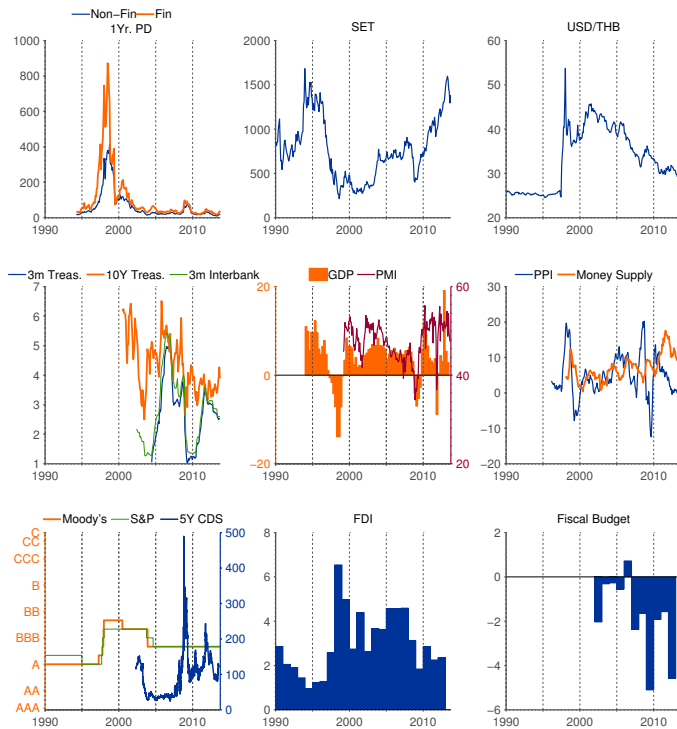 Non−Fin Fin
1Yr. PD
SET
USD/THB
1000
800
600
400
200
0
1990 2000 2010
2000
1500
1000
500
0
1990 2000 2010
60
50
40
30
20
1990 2000 2010
3m Treas. 10Y Treas. 3m Interbank
GDP PMI
PPI Money Supply
7
6
5
4
3
2
1
1990 2000 2010
20
0
−20
60
40
20
1990 2000 2010
30
20
10
0
−10
−20
1990 2000 2010
Moody's S&P 5Y CDS
FDI
Fiscal Budget
C
CC
CCC
B
BB
BBB
A
AA
AAA
500
400
300
200
100
0
1990 2000 2010
8
6
4
2
0
1990 2000 2010
2
0
−2
−4
−6
1990 2000 2010